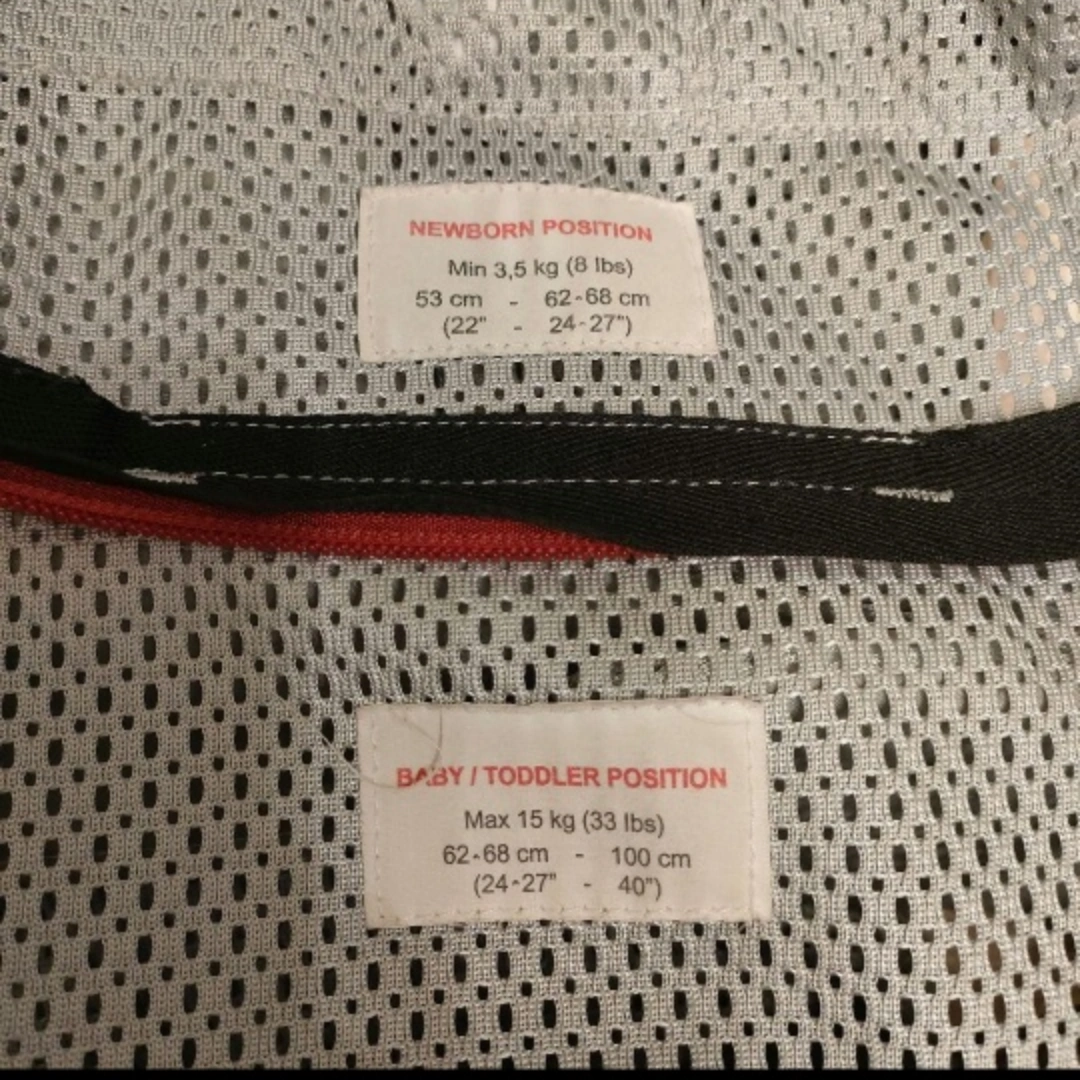 NEWBORN POSITION
Min 3,5 kg (8 lbs)
53 cm - 62-68 cm
(22" - 24-27")
BABY / TODDLER POSITION
Max 15 kg (33 lbs)
62-68 cm - 100 cm
(24-27" - 40")